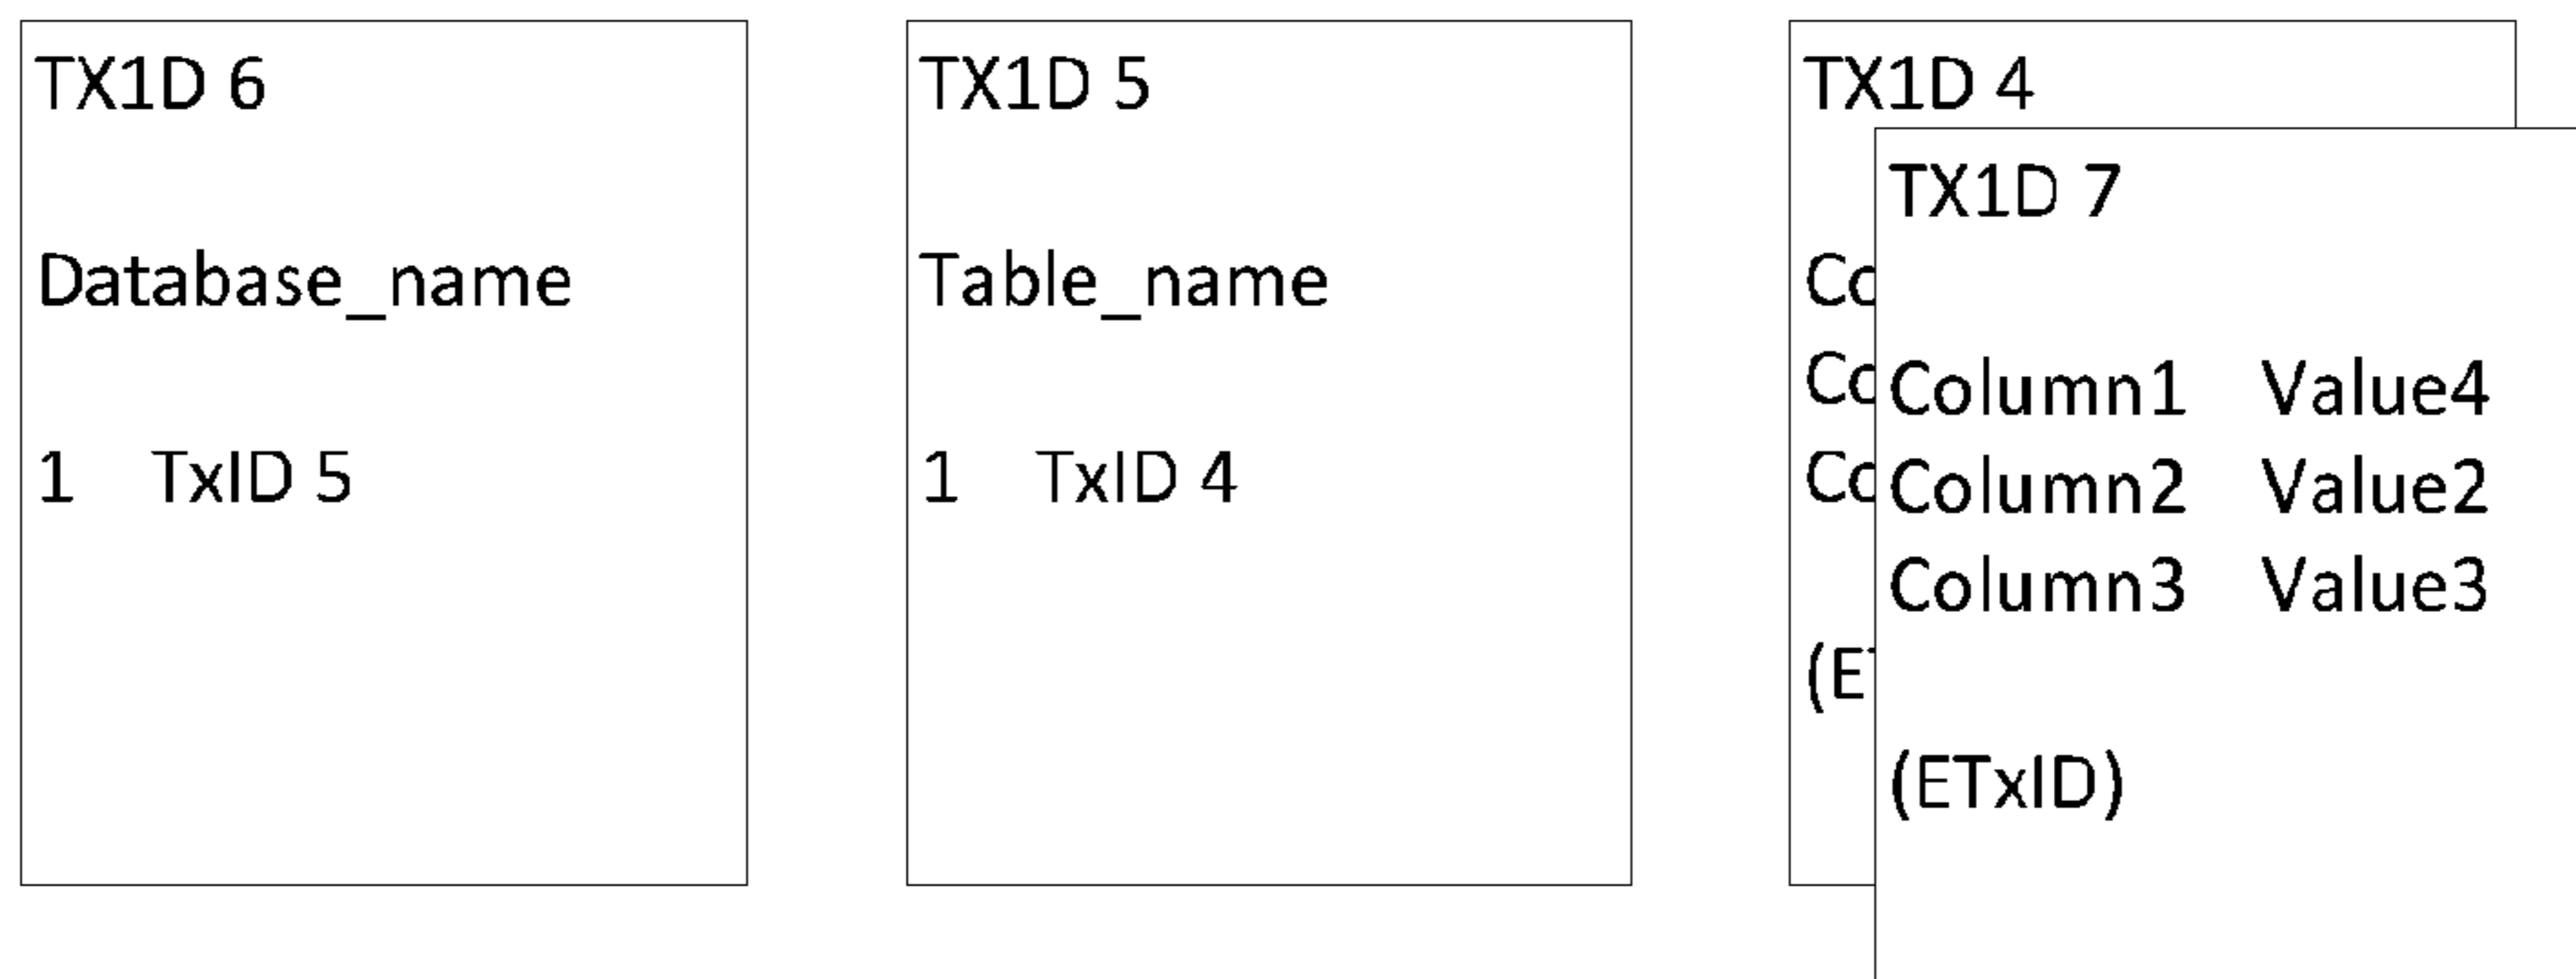 TX1D 6
Database_name
1 TxID 5
TX1D 5
Table_name
1 TxID 4
TX1D 4
TX1D 7
Column1 Value4
Column2 Value2
Column3 Value3
(ETxID)